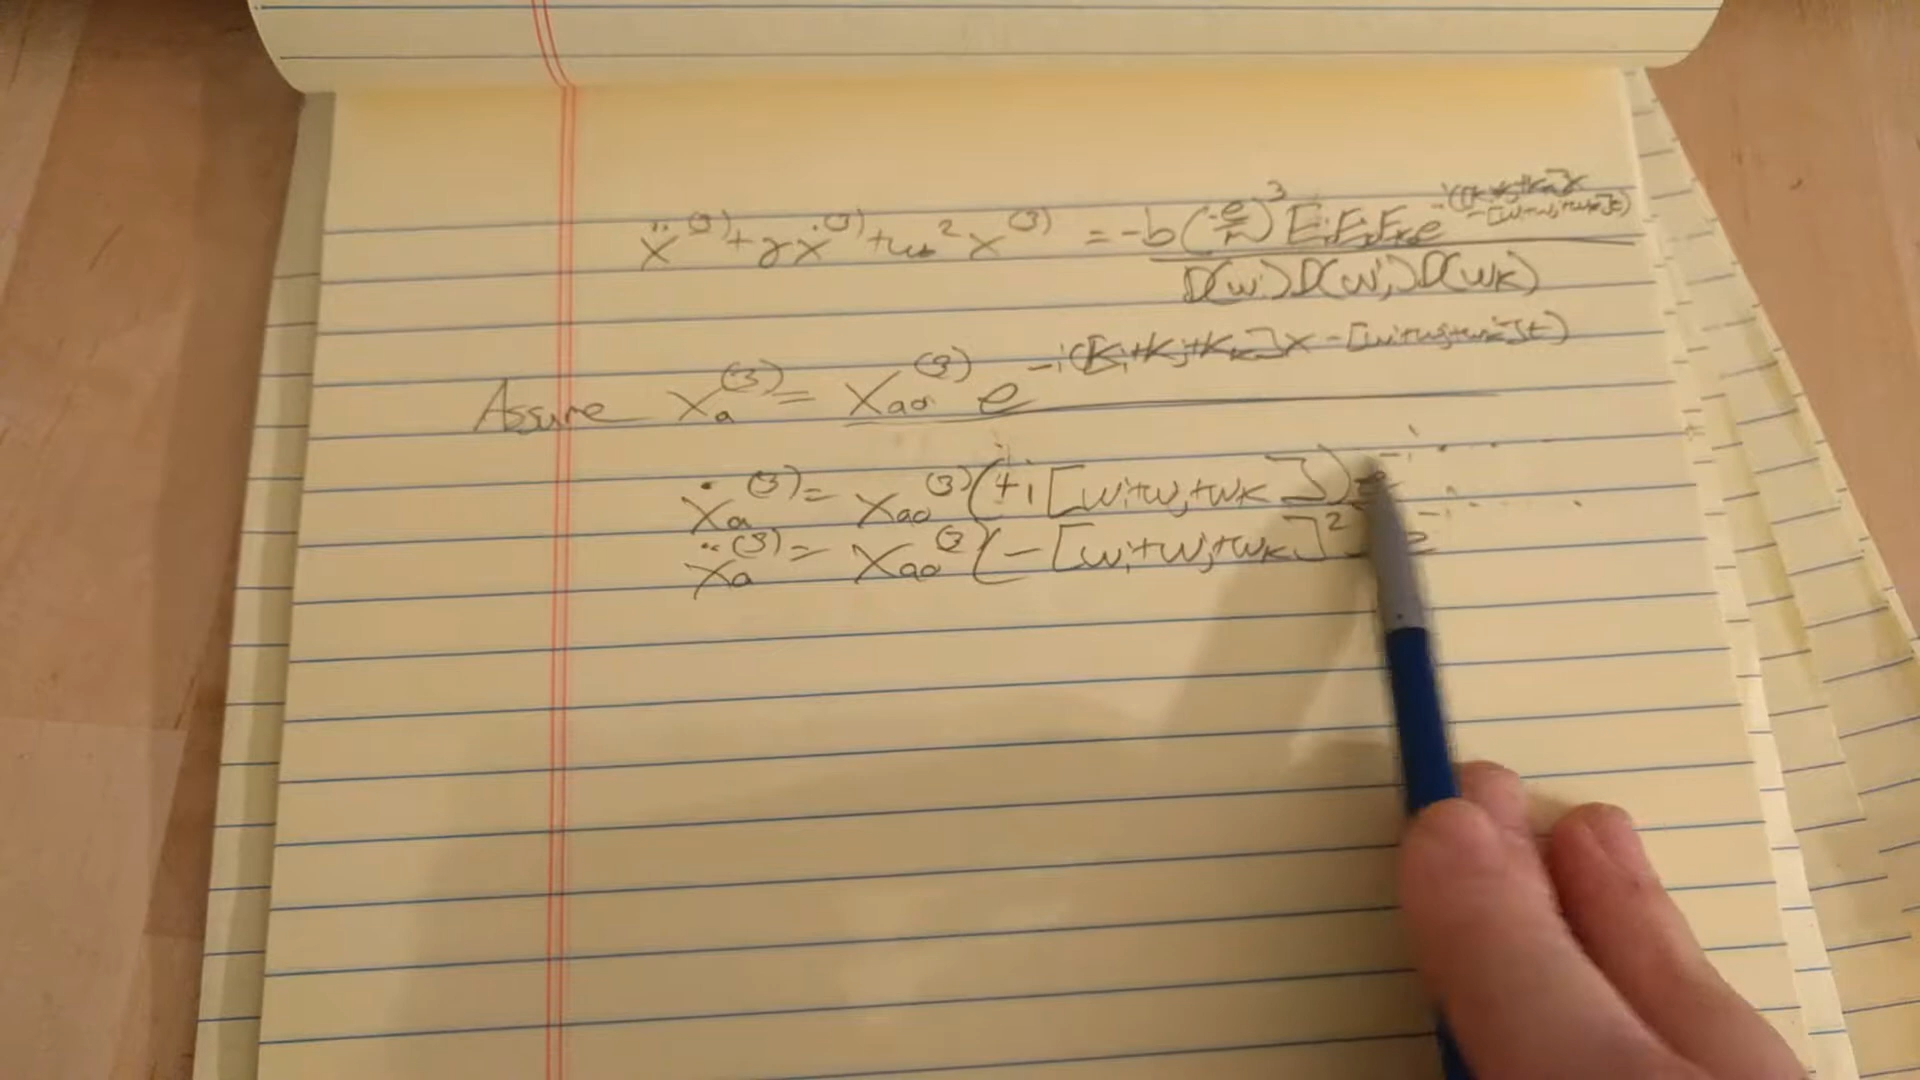 ẍ⁽³⁾ + γẋ⁽³⁾ + ω₀²x⁽³⁾ = -b(-e/m)³ EᵢEⱼEₖ e^(-i([kᵢ+kⱼ+kₖ]x - [ωᵢ+ωⱼ+ωₖ]t))
D(ωᵢ)D(ωⱼ)D(ωₖ)
Assume xₐ⁽³⁾ = xₐ₀⁽³⁾ e^(-i([kᵢ+kⱼ+kₖ]x - [ωᵢ+ωⱼ+ωₖ]t))
ẋₐ⁽³⁾ = xₐ₀⁽³⁾(+i[ωᵢ+ωⱼ+ωₖ]) e^(-i....
ẍₐ⁽³⁾ = xₐ₀⁽³⁾(-[ωᵢ+ωⱼ+ωₖ]²) e^(-i....